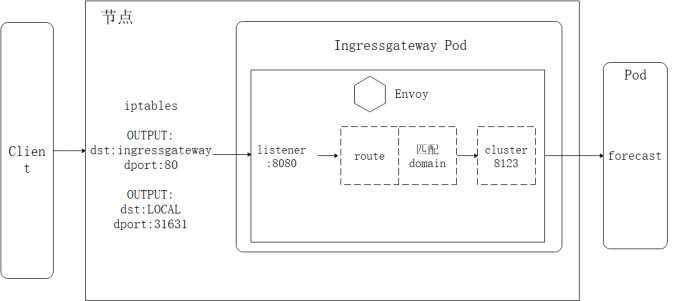 节点
Ingressgateway Pod
Pod
Envoy
iptables
OUTPUT:
dst:ingressgateway
dport:80
OUTPUT:
dst:LOCAL
dport:31631
Clien
t
listener
:8080
route
匹配
domain
cluster
8123
forecast